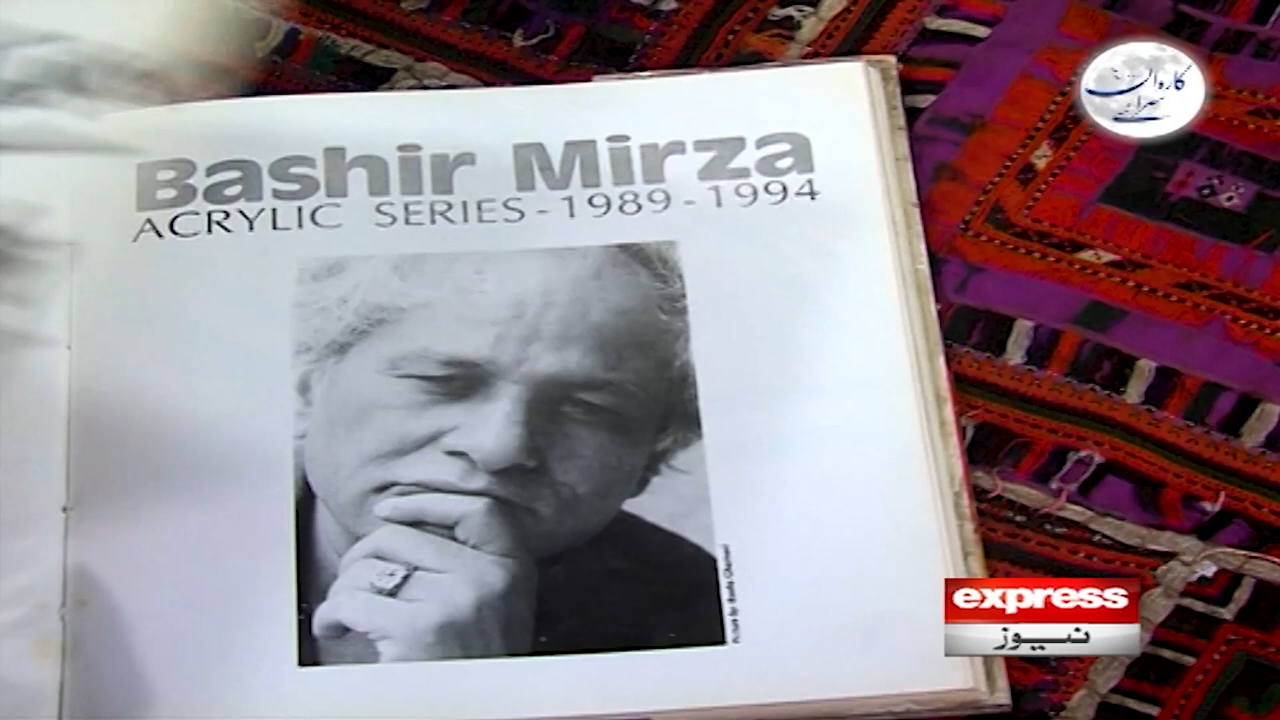 Bashir Mirza
ACRYLIC SERIES - 1989 - 1994
express
نیوز